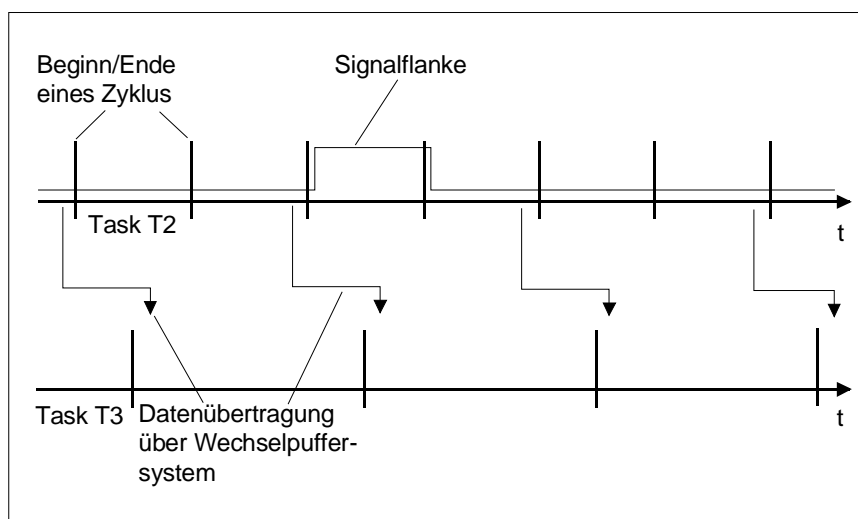 Beginn/Ende
eines Zyklus
Signalflanke
Task T2
t
Task T3
Datenübertragung
über Wechselpuffer-
system
t